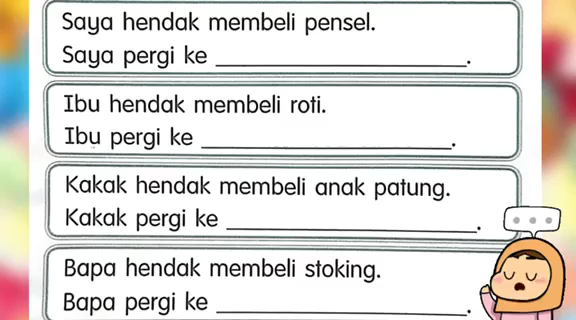 Saya hendak membeli pensel.
Saya pergi ke ____________________.
Ibu hendak membeli roti.
Ibu pergi ke ____________________.
Kakak hendak membeli anak patung.
Kakak pergi ke ____________________.
Bapa hendak membeli stoking.
Bapa pergi ke ____________________.